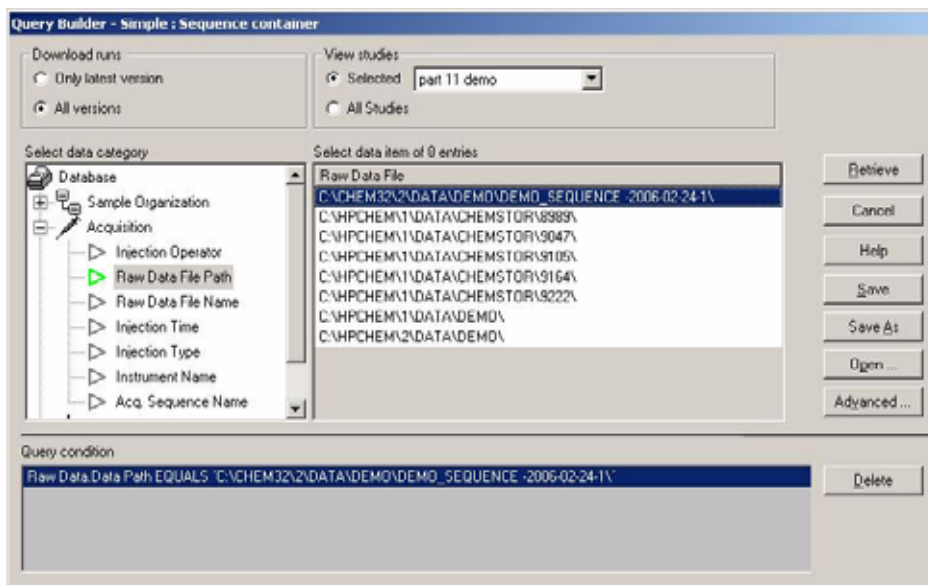 Query Builder - Simple : Sequence container
Download runs
Only latest version
All versions
View studies
Selected part 11 demo
All Studies
Select data category
Database
Sample Organization
Acquisition
Injection Operator
Raw Data File Path
Raw Data File Name
Injection Time
Injection Type
Instrument Name
Acq. Sequence Name
Select data item of 8 entries
Raw Data File
C:\CHEM32\2\DATA\DEMO\DEMO_SEQUENCE -2006-02-24-1\
C:\HPCHEM\1\DATA\CHEMSTOR\8989\
C:\HPCHEM\1\DATA\CHEMSTOR\9047\
C:\HPCHEM\1\DATA\CHEMSTOR\9105\
C:\HPCHEM\1\DATA\CHEMSTOR\9164\
C:\HPCHEM\1\DATA\CHEMSTOR\9222\
C:\HPCHEM\1\DATA\DEMO\
C:\HPCHEM\2\DATA\DEMO\
Retrieve
Cancel
Help
Save
Save As
Open ...
Advanced ...
Query condition
Raw Data.Data Path EQUALS 'C:\CHEM32\2\DATA\DEMO\DEMO_SEQUENCE -2006-02-24-1\'
Delete